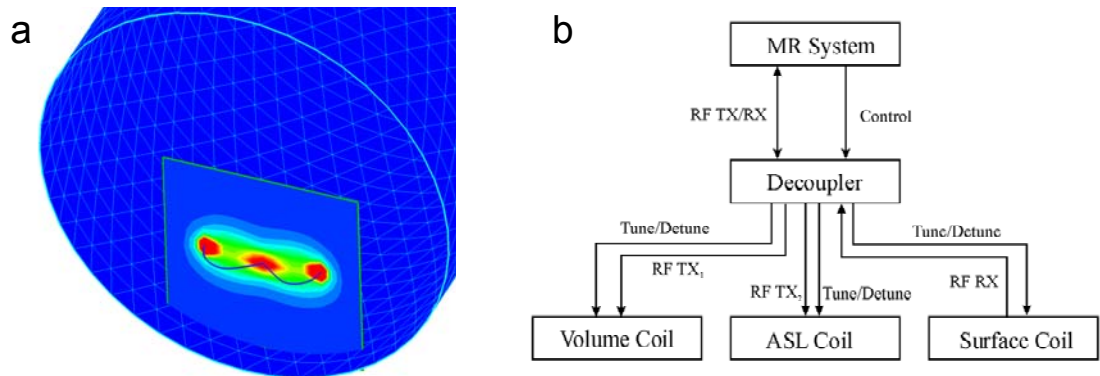 a
b
MR System
RF TX/RX
Control
Decoupler
Tune/Detune
Tune/Detune
RF TX₁
RF TX₂
Tune/Detune
RF RX
Volume Coil
ASL Coil
Surface Coil